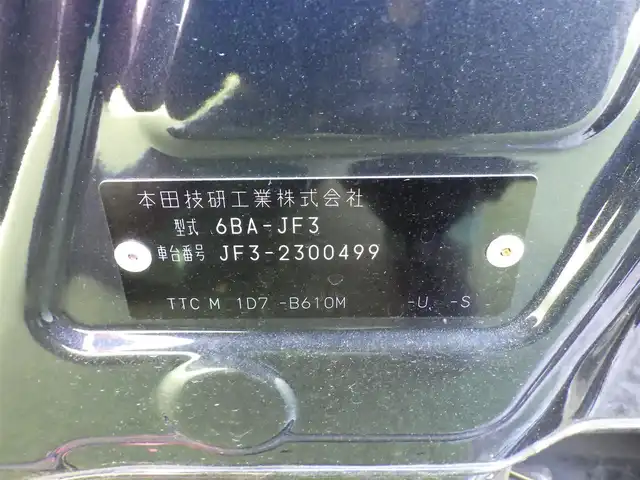 本田技研工業株式会社
型式 6BA-JF3
車台番号 JF3-2300499
TTC M 1D7 -B610M -U -S